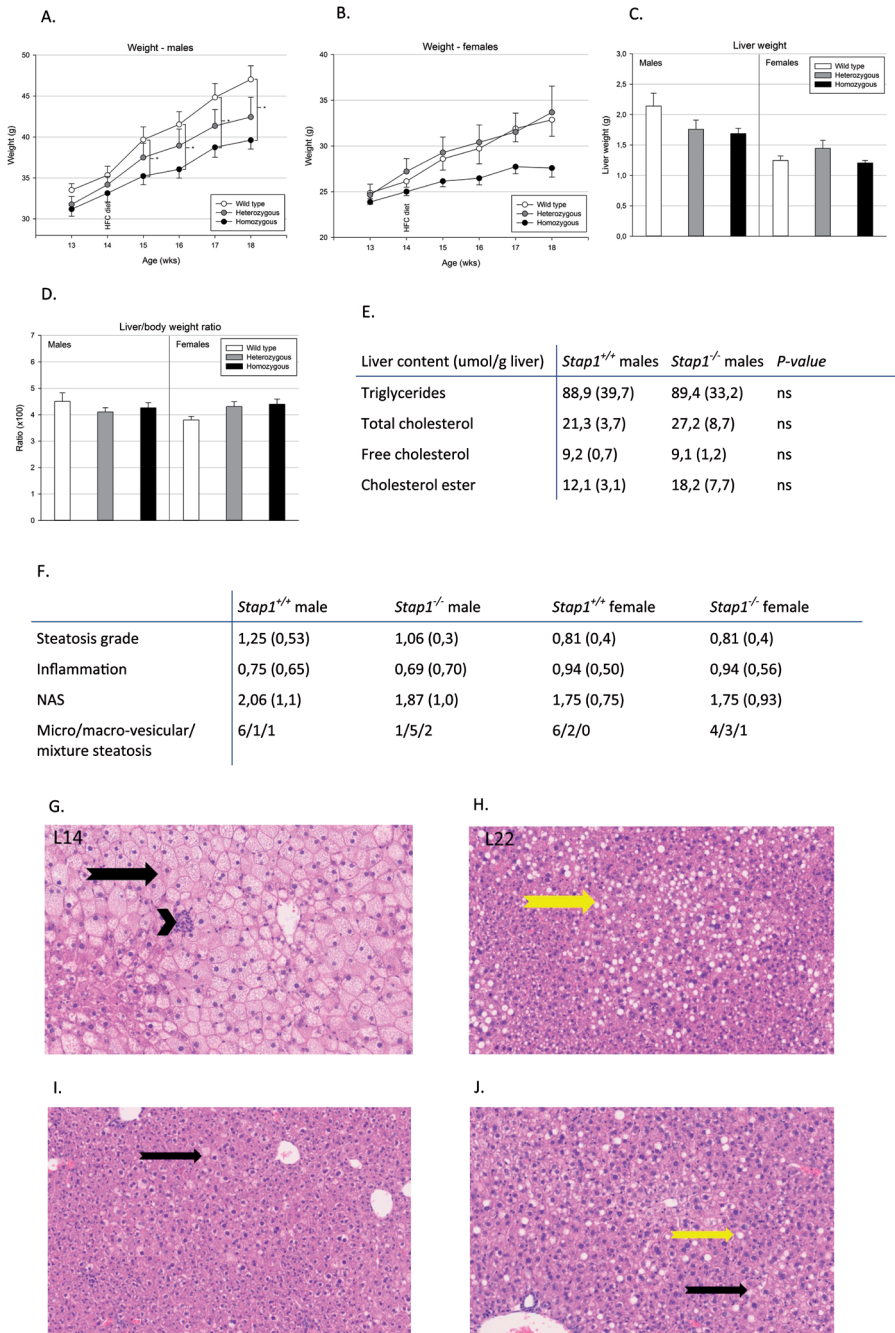 A.
Weight - males
50
45
40
35
30
Weight (g)
* *
* *
* *
*
HFC diet
Wild type
Heterozygous
Homozygous
13 14 15 16 17 18
Age (wks)
B.
Weight - females
40
35
30
25
20
Weight (g)
HFC diet
Wild type
Heterozygous
Homozygous
13 14 15 16 17 18
Age (wks)
C.
Liver weight
3,0
2,5
2,0
1,5
1,0
0,5
0,0
Liver weight (g)
Males
Females
Wild type
Heterozygous
Homozygous
D.
Liver/body weight ratio
7
6
5
4
3
2
1
0
Ratio (x100)
Males
Females
Wild type
Heterozygous
Homozygous
E.
Liver content (umol/g liver) Stap1+/+ males Stap1-/- males P-value
Triglycerides 88,9 (39,7) 89,4 (33,2) ns
Total cholesterol 21,3 (3,7) 27,2 (8,7) ns
Free cholesterol 9,2 (0,7) 9,1 (1,2) ns
Cholesterol ester 12,1 (3,1) 18,2 (7,7) ns
F.
Stap1+/+ male Stap1-/- male Stap1+/+ female Stap1-/- female
Steatosis grade 1,25 (0,53) 1,06 (0,3) 0,81 (0,4) 0,81 (0,4)
Inflammation 0,75 (0,65) 0,69 (0,70) 0,94 (0,50) 0,94 (0,56)
NAS 2,06 (1,1) 1,87 (1,0) 1,75 (0,75) 1,75 (0,93)
Micro/macro-vesicular/ 6/1/1 1/5/2 6/2/0 4/3/1
mixture steatosis
G.
L14
H.
L22
I.
J.